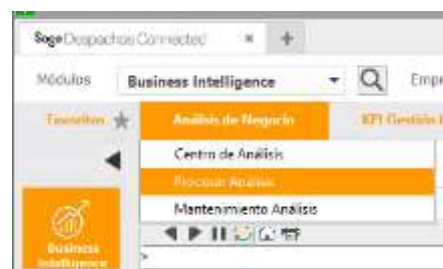 Sage Despachos Connected × +
Módulos Business Intelligence Empre
Favoritos Análisis de Negocio KPI Gestión
Centro de Análisis
Procesar Análisis
Mantenimiento Análisis
Business
Intelligence
>